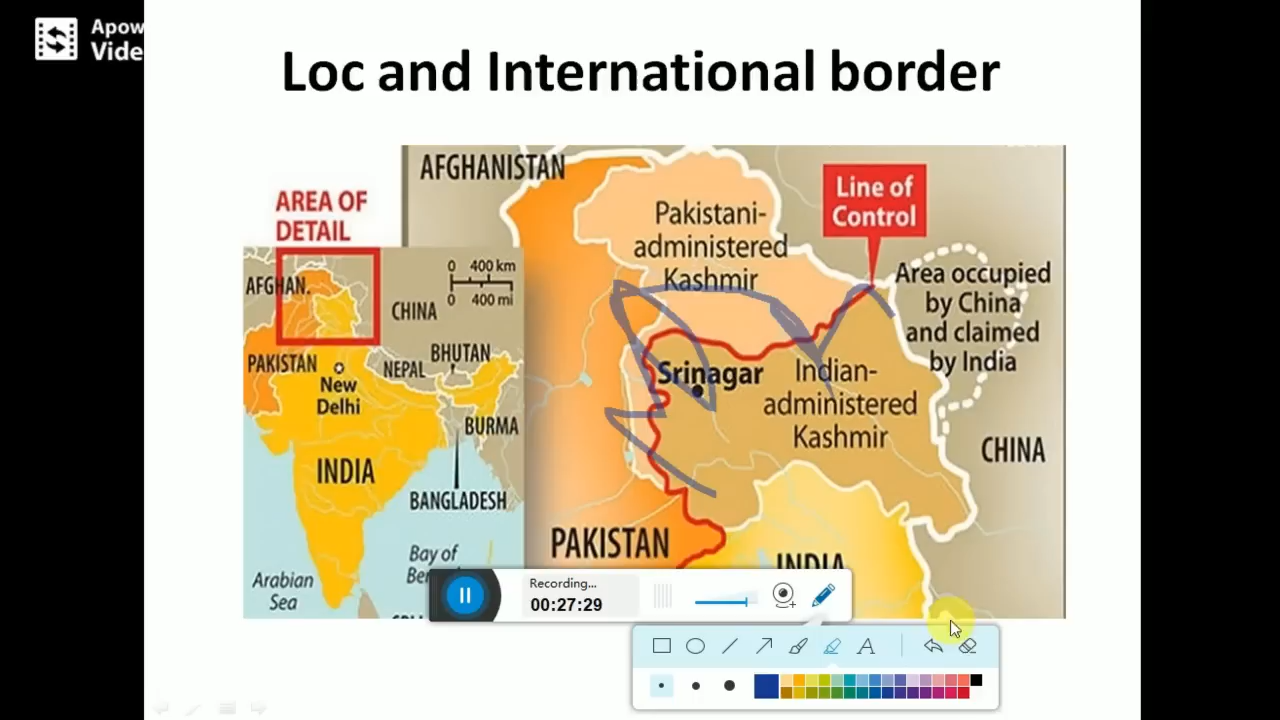 Apow
Vide
Loc and International border
AREA OF
DETAIL
AFGHAN.
0 400 km
0 400 mi
CHINA
PAKISTAN
NEPAL
BHUTAN
New
Delhi
BURMA
INDIA
BANGLADESH
Bay of
Arabian
Sea
AFGHANISTAN
Pakistani-
administered
Kashmir
Line of
Control
Area occupied
by China
and claimed
by India
Srinagar
Indian-
administered
Kashmir
CHINA
PAKISTAN
INDIA
Recording...
00:27:29
A